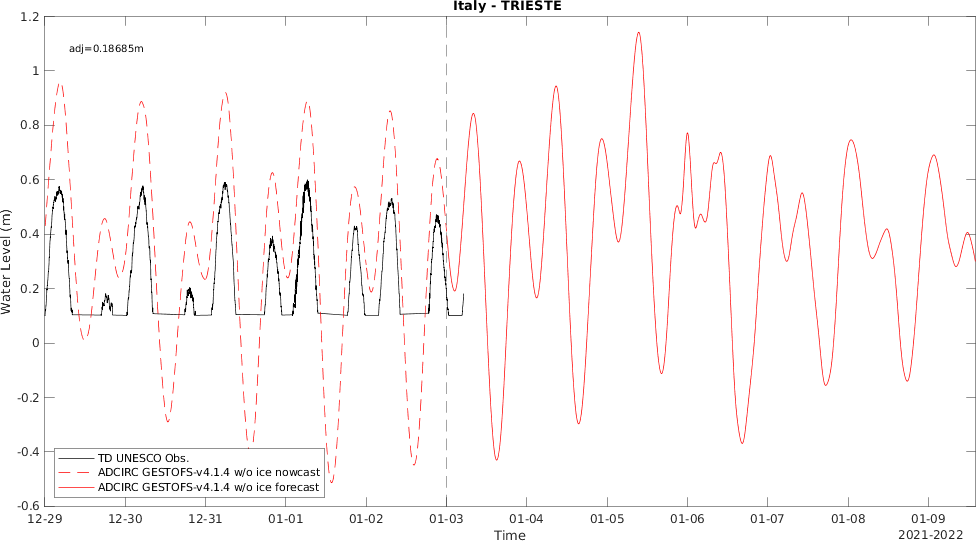 Italy - TRIESTE
adj=0.18685m
Water Level (m)
1.2
1
0.8
0.6
0.4
0.2
0
-0.2
-0.4
-0.6
TD UNESCO Obs.
ADCIRC GESTOFS-v4.1.4 w/o ice nowcast
ADCIRC GESTOFS-v4.1.4 w/o ice forecast
12-29 12-30 12-31 01-01 01-02 01-03 01-04 01-05 01-06 01-07 01-08 01-09
Time
2021-2022